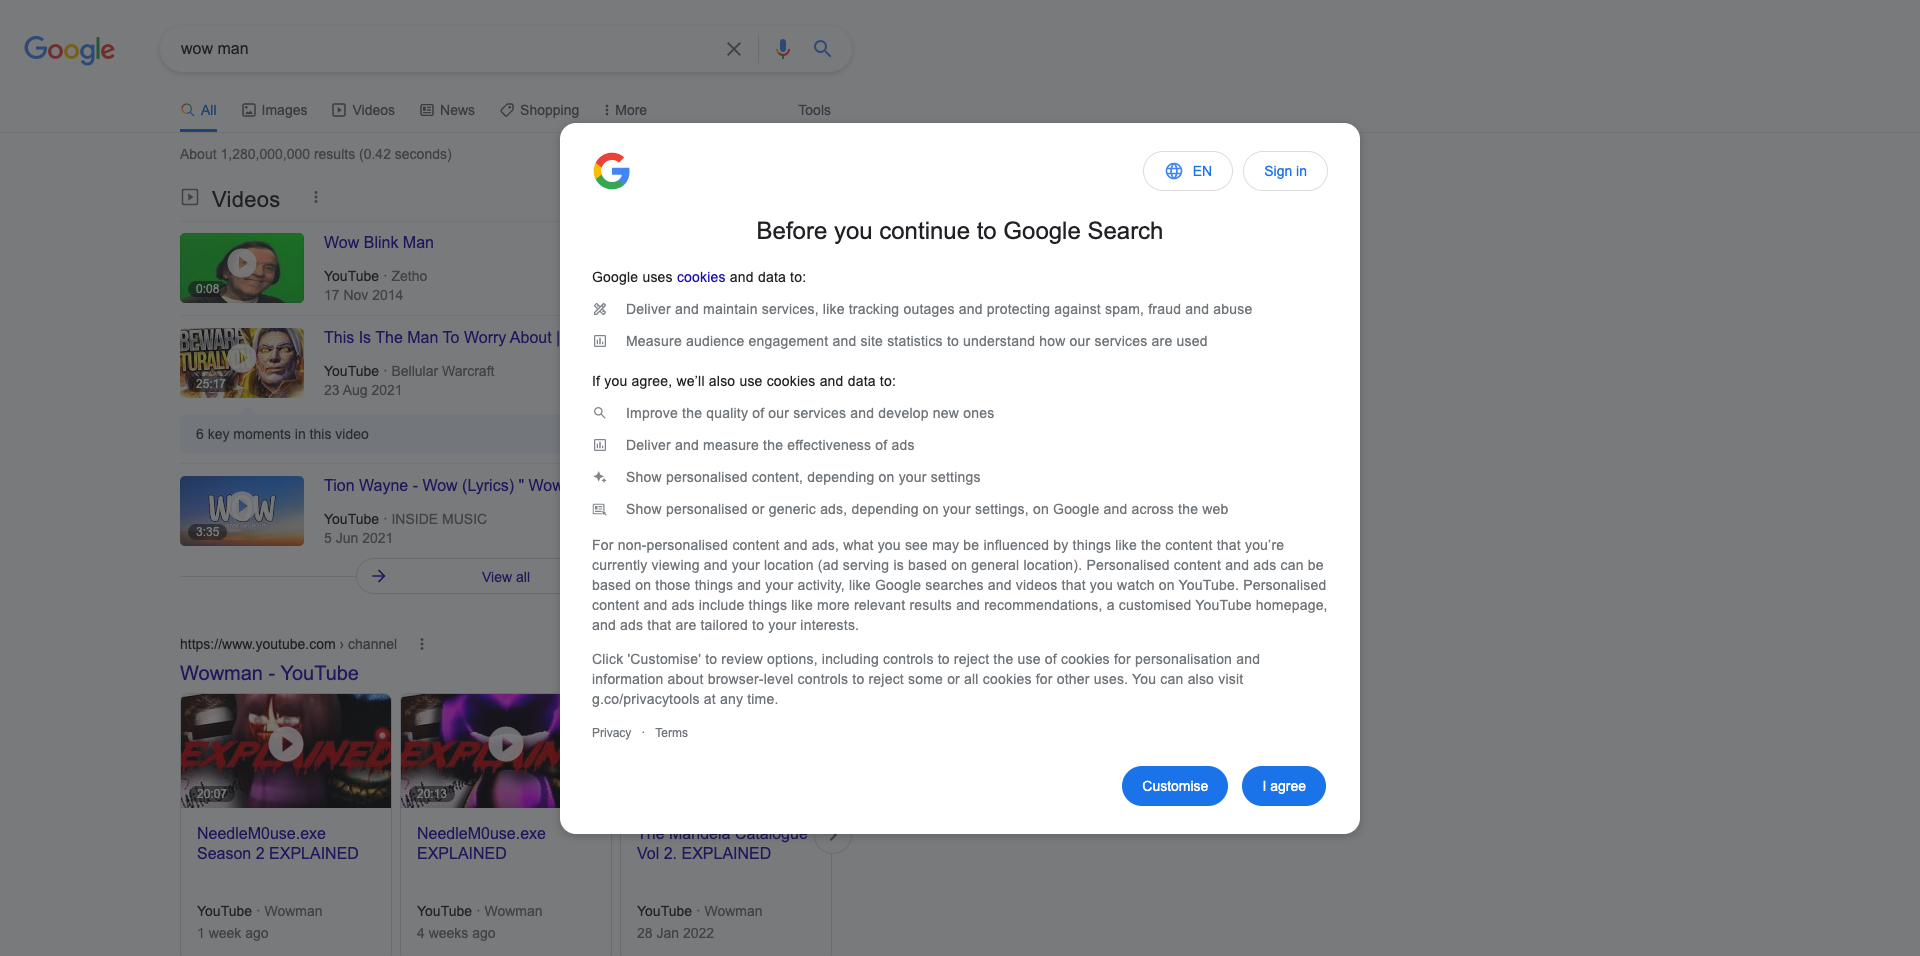 Google
wow man
All
Images
Videos
News
Shopping
More
Tools
About 1,280,000,000 results (0.42 seconds)
Videos
Wow Blink Man
YouTube · Zetho
17 Nov 2014
0:08
This Is The Man To Worry About |
YouTube · Bellular Warcraft
23 Aug 2021
BEWARE
25:17
6 key moments in this video
Tion Wayne - Wow (Lyrics) " Wow
YouTube · INSIDE MUSIC
5 Jun 2021
WOW
3:35
View all
https://www.youtube.com › channel
Wowman - YouTube
EXPLAINED
20:07
20:13
NeedleM0use.exe
Season 2 EXPLAINED
YouTube · Wowman
1 week ago
NeedleM0use.exe
EXPLAINED
YouTube · Wowman
4 weeks ago
The Mandela Catalogue
Vol 2. EXPLAINED
YouTube · Wowman
28 Jan 2022
G
EN
Sign in
Before you continue to Google Search
Google uses cookies and data to:
Deliver and maintain services, like tracking outages and protecting against spam, fraud and abuse
Measure audience engagement and site statistics to understand how our services are used
If you agree, we’ll also use cookies and data to:
Improve the quality of our services and develop new ones
Deliver and measure the effectiveness of ads
Show personalised content, depending on your settings
Show personalised or generic ads, depending on your settings, on Google and across the web
For non-personalised content and ads, what you see may be influenced by things like the content that you’re
currently viewing and your location (ad serving is based on general location). Personalised content and ads can be
based on those things and your activity, like Google searches and videos that you watch on YouTube. Personalised
content and ads include things like more relevant results and recommendations, a customised YouTube homepage,
and ads that are tailored to your interests.
Click 'Customise' to review options, including controls to reject the use of cookies for personalisation and
information about browser-level controls to reject some or all cookies for other uses. You can also visit
g.co/privacytools at any time.
Privacy · Terms
Customise
I agree